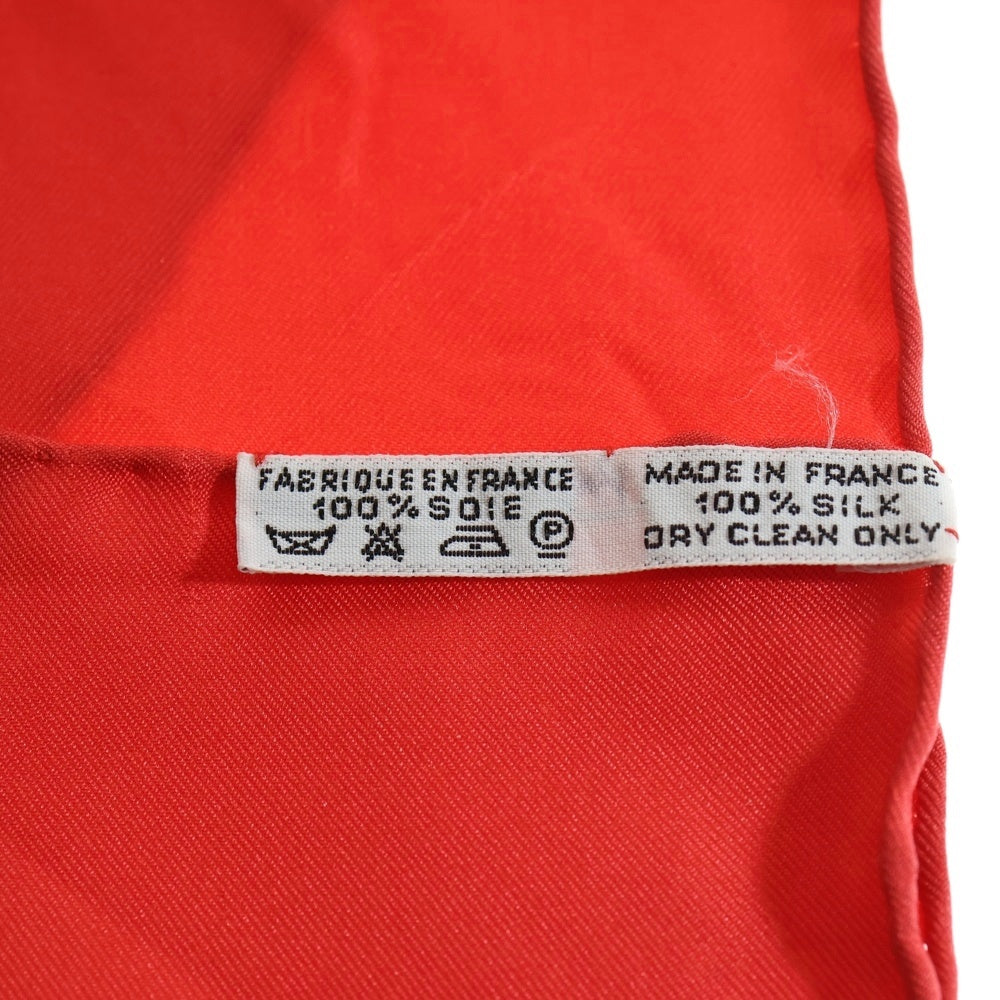 FABRIQUE EN FRANCE
100% SOIE
P
MADE IN FRANCE
100% SILK
DRY CLEAN ONLY